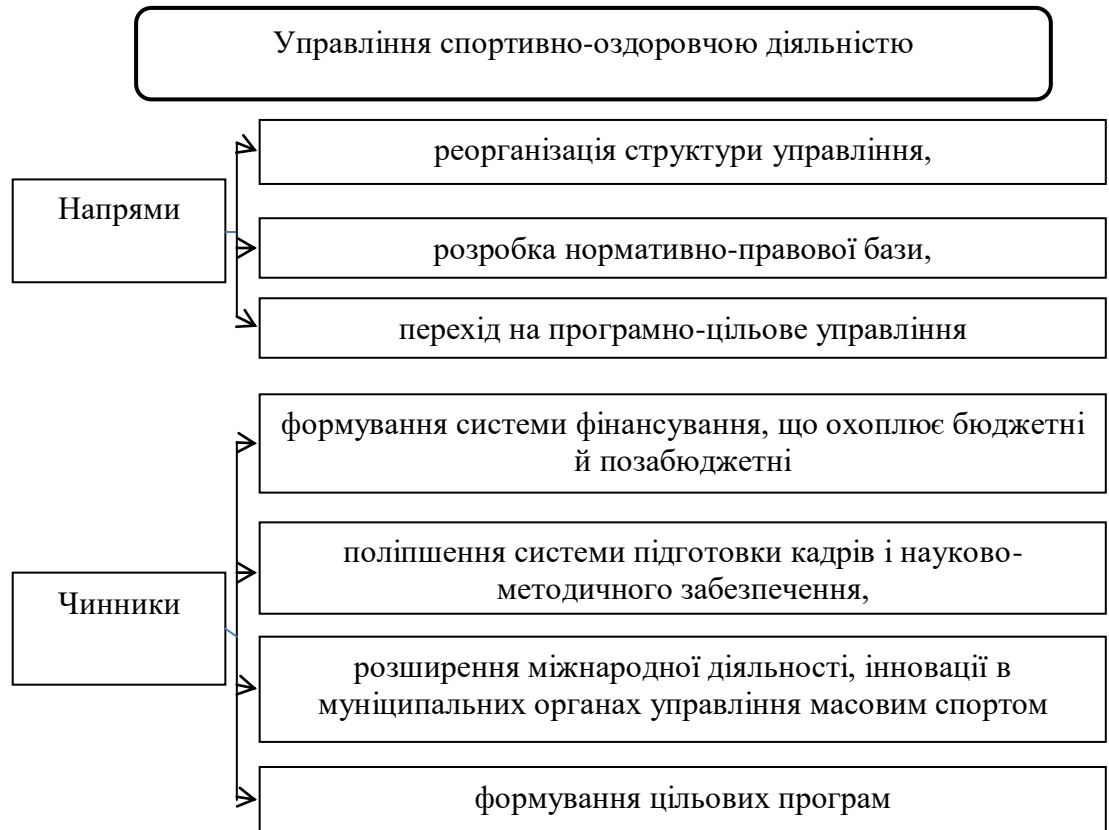 Управління спортивно-оздоровчою діяльністю
Напрями
реорганізація структури управління,
розробка нормативно-правової бази,
перехід на програмно-цільове управління
Чинники
формування системи фінансування, що охоплює бюджетні
й позабюджетні
поліпшення системи підготовки кадрів і науково-
методичного забезпечення,
розширення міжнародної діяльності, інновації в
муніципальних органах управління масовим спортом
формування цільових програм